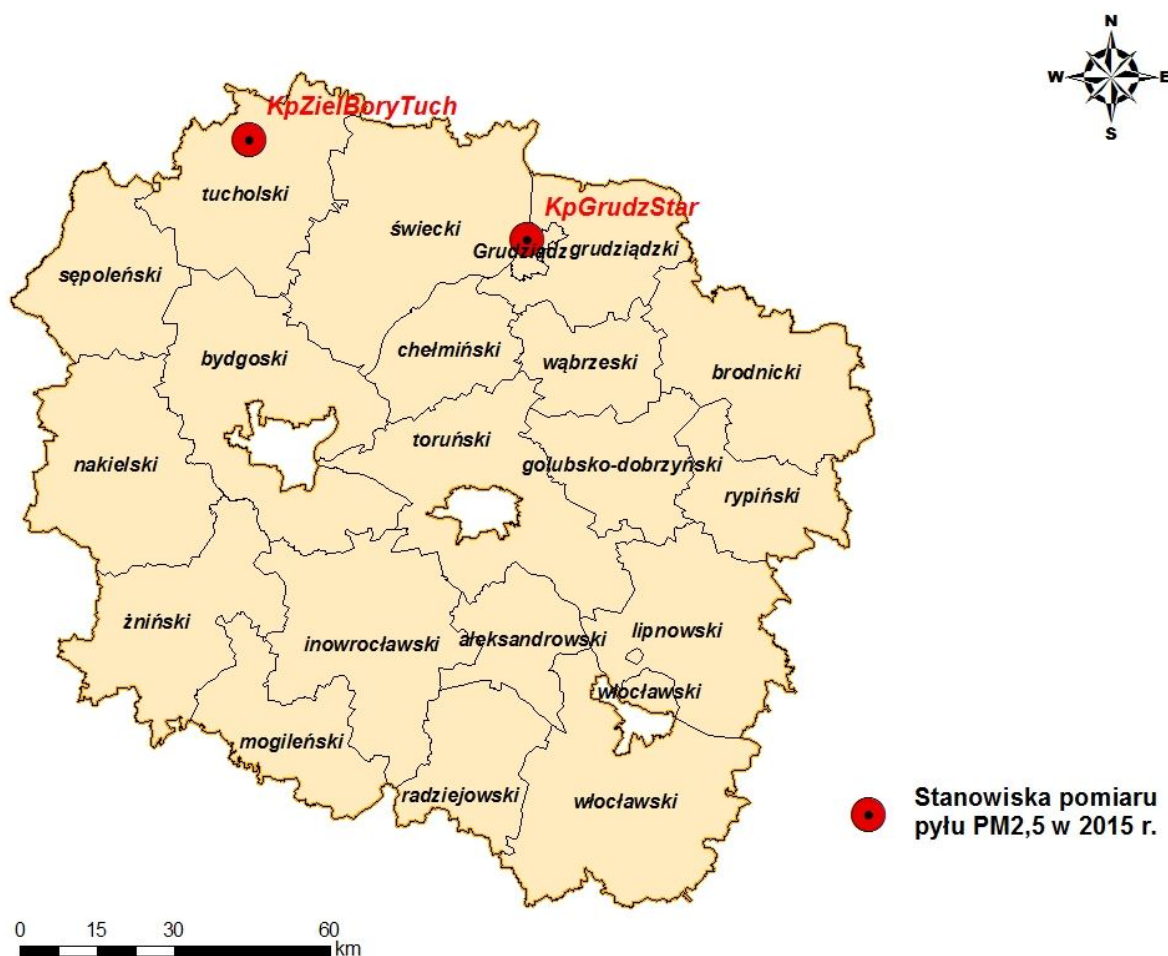 N
W E
S
KpZielBoryTuch
tucholski
KpGrudzStar
świecki
Grudziądz
grudziądzki
sępoleński
bydgoski
chełmiński
wąbrzeski
brodnicki
toruński
nakielski
golubsko-dobrzyński
rypiński
żniński
inowrocławski
aleksandrowski
lipnowski
włocławski
mogileński
radziejowski
włocławski
Stanowiska pomiaru
pyłu PM2,5 w 2015 r.
0 15 30 60
km